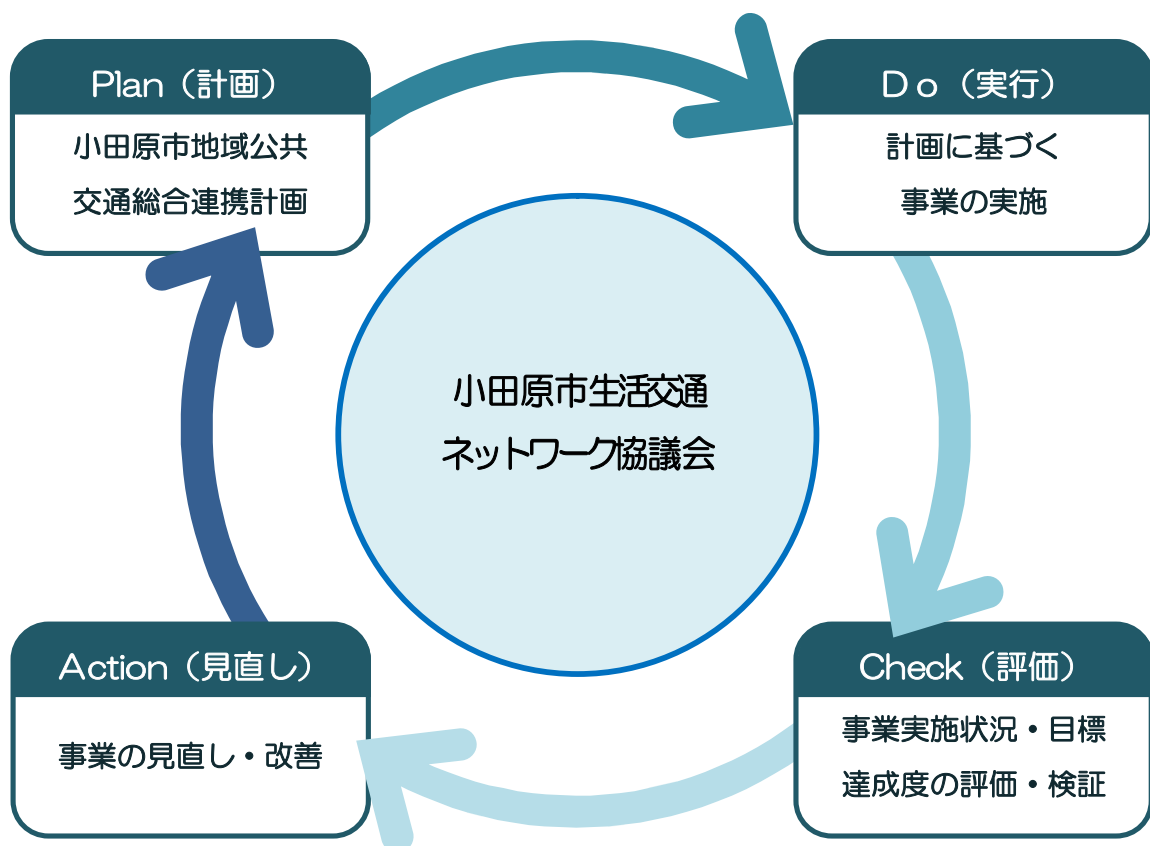 Plan（計画）
小田原市地域公共
交通総合連携計画
Ｄｏ（実行）
計画に基づく
事業の実施
小田原市生活交通
ネットワーク協議会
Action（見直し）
事業の見直し・改善
Check（評価）
事業実施状況・目標
達成度の評価・検証